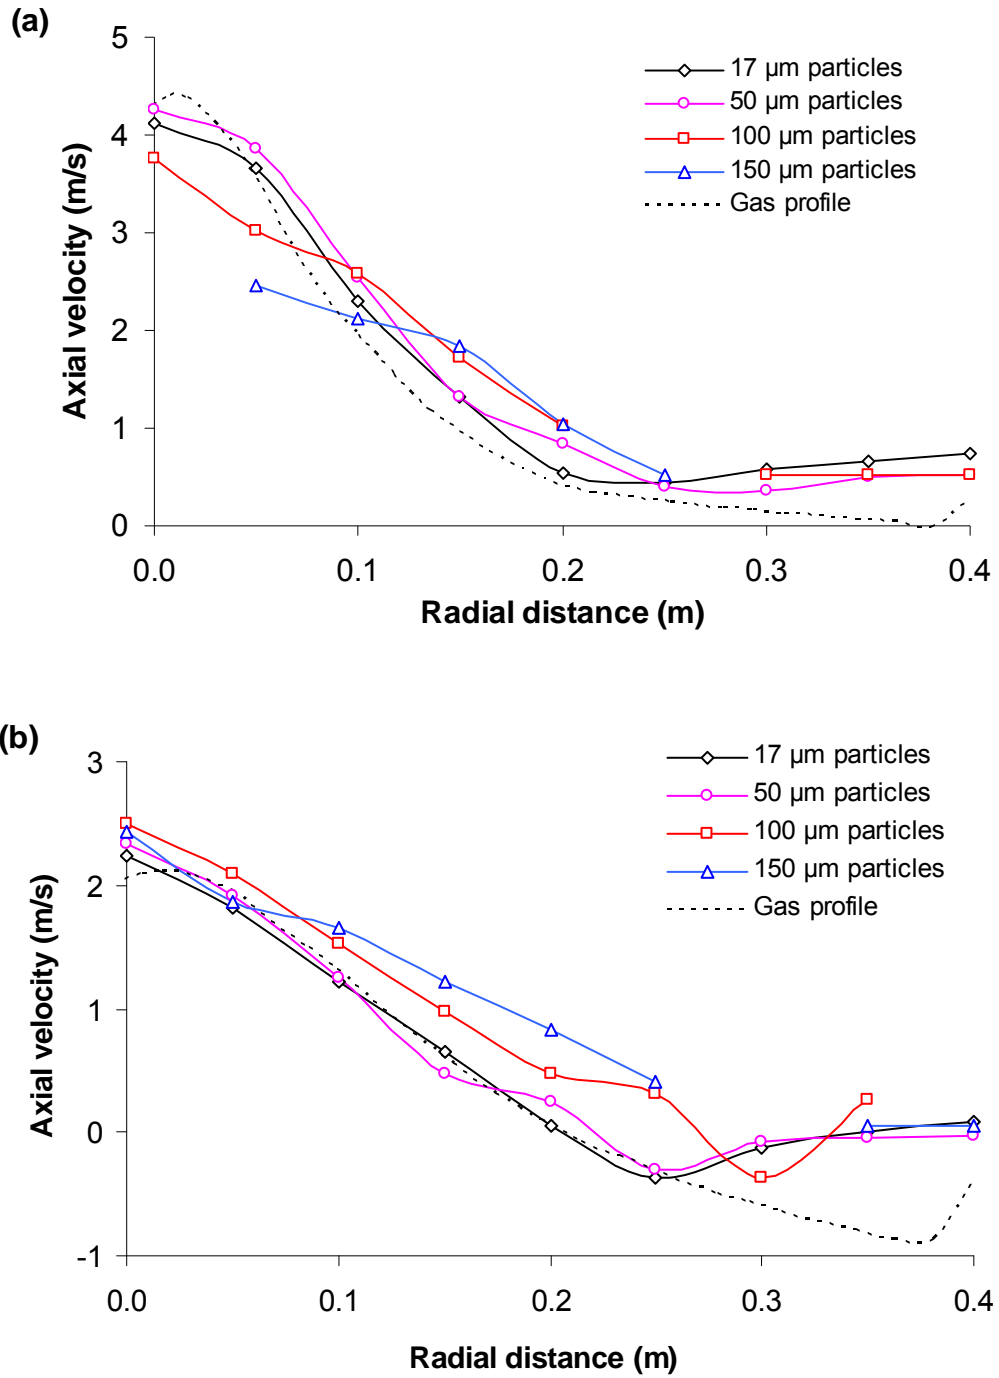 (a)
5
4
3
2
1
0
Axial velocity (m/s)
17 µm particles
50 µm particles
100 µm particles
150 µm particles
Gas profile
0.0 0.1 0.2 0.3 0.4
Radial distance (m)
(b)
3
2
1
0
-1
Axial velocity (m/s)
17 µm particles
50 µm particles
100 µm particles
150 µm particles
Gas profile
0.0 0.1 0.2 0.3 0.4
Radial distance (m)